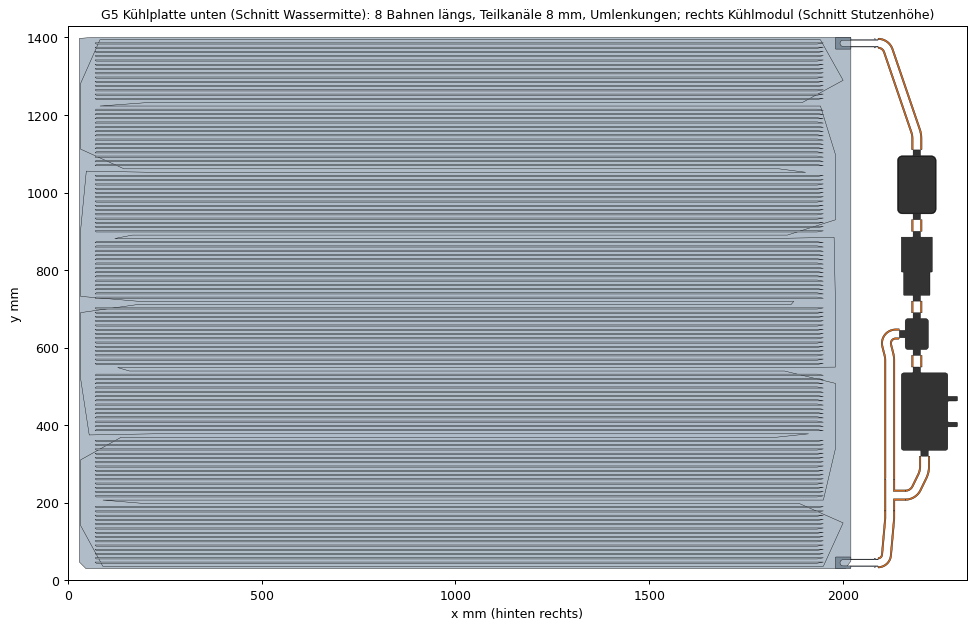 G5 Kühlplatte unten (Schnitt Wassermitte): 8 Bahnen längs, Teilkanäle 8 mm, Umlenkungen; rechts Kühlmodul (Schnitt Stutzenhöhe)
1400
1200
1000
800
600
400
200
0
y mm
0 500 1000 1500 2000
x mm (hinten rechts)